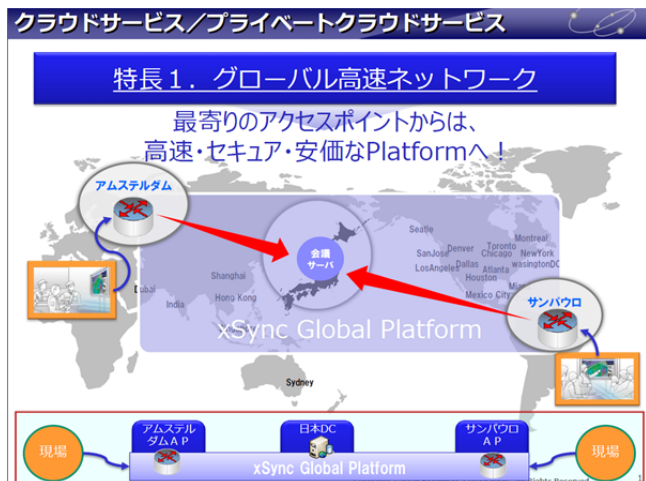 クラウドサービス／プライベートクラウドサービス
特長１．グローバル高速ネットワーク
最寄りのアクセスポイントからは、
高速・セキュア・安価なPlatformへ！
アムステルダム
会議
サーバ
Seatle
Montreal
Denver
Toronto
SanJose
Chicago
NewYork
LosAngeles
Dallas
Atlanta
wasingtonDC
Houston
Mexico City
Shanghai
Dubai
India
Hong Kong
サンパウロ
xSync Global Platform
Sydney
現場
アムステル
ダムＡＰ
日本DC
サンパウロ
ＡＰ
現場
xSync Global Platform
Rights Reserved
1